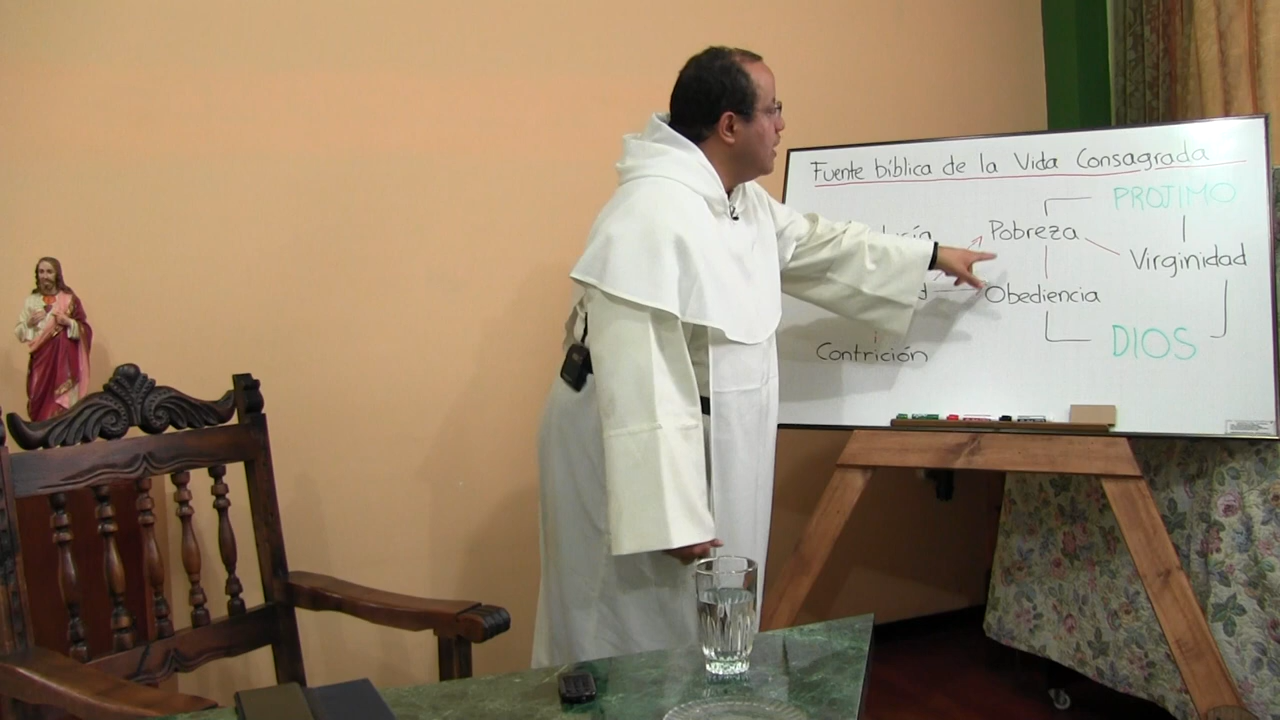 Fuente bíblica de la Vida Consagrada
PROJIMO
Pobreza
Virginidad
Obediencia
DIOS
Contrición